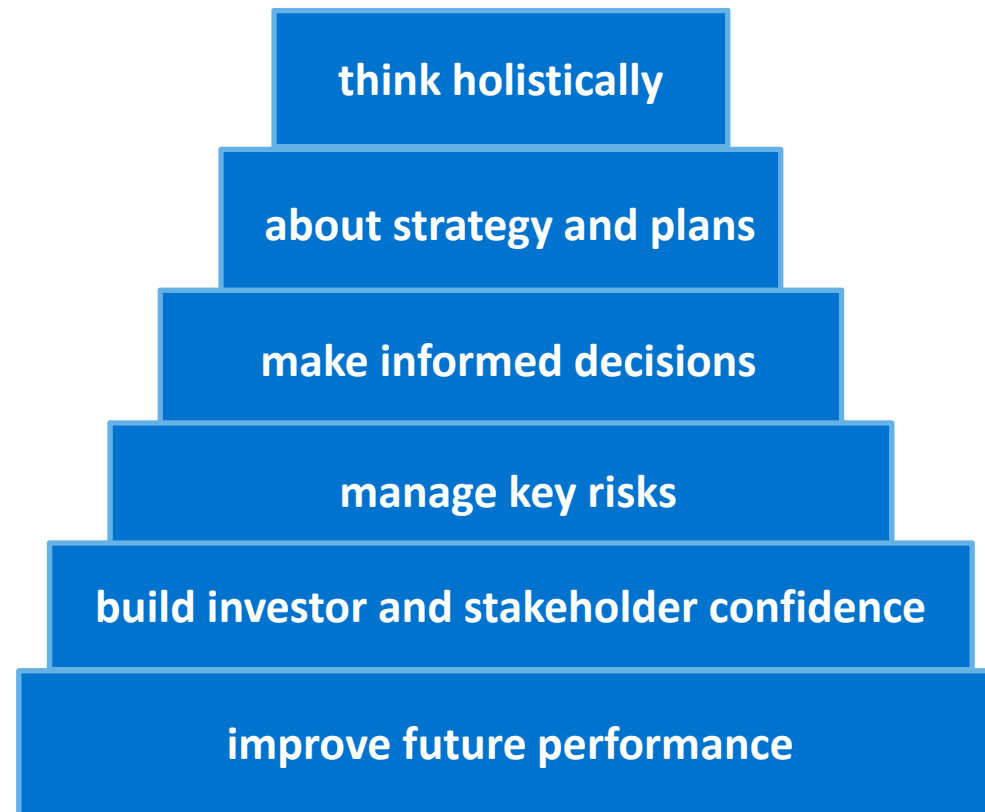 think holistically
about strategy and plans
make informed decisions
manage key risks
build investor and stakeholder confidence
improve future performance